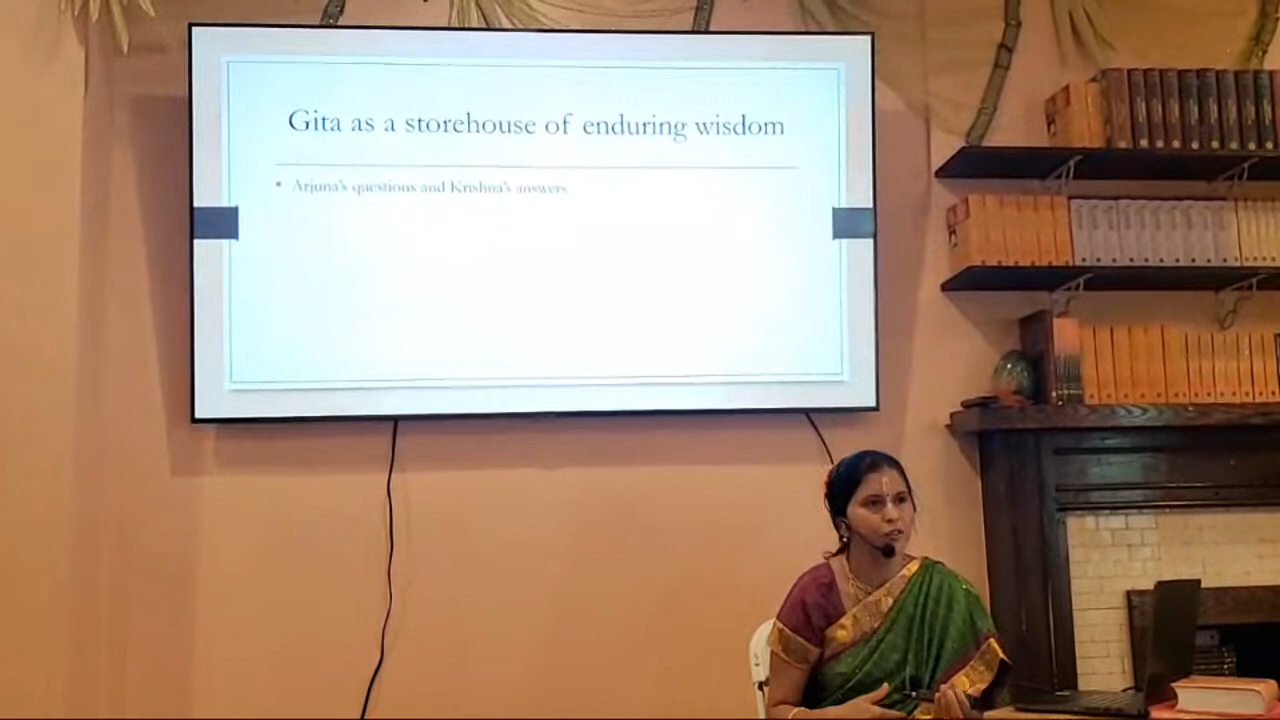 Gita as a storehouse of enduring wisdom
• Arjuna's questions and Krishna's answers